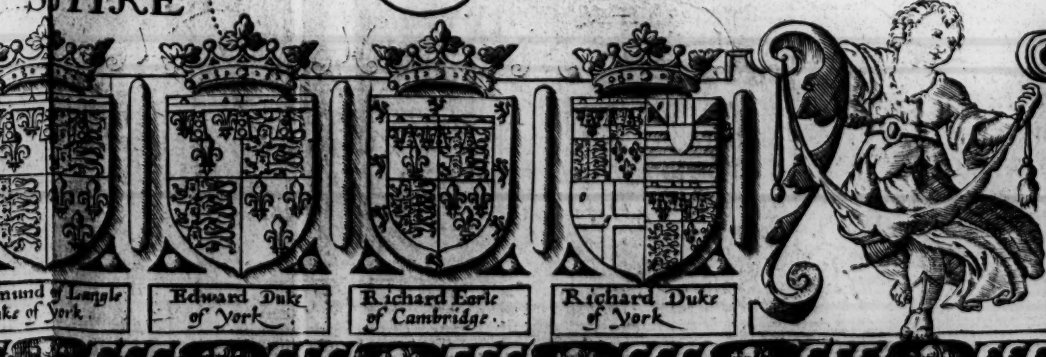 SHIRE
mund of Langle
ke of York.
Edward Duke
of York.
Richard Earle
of Cambridge.
Richard Duke
of York